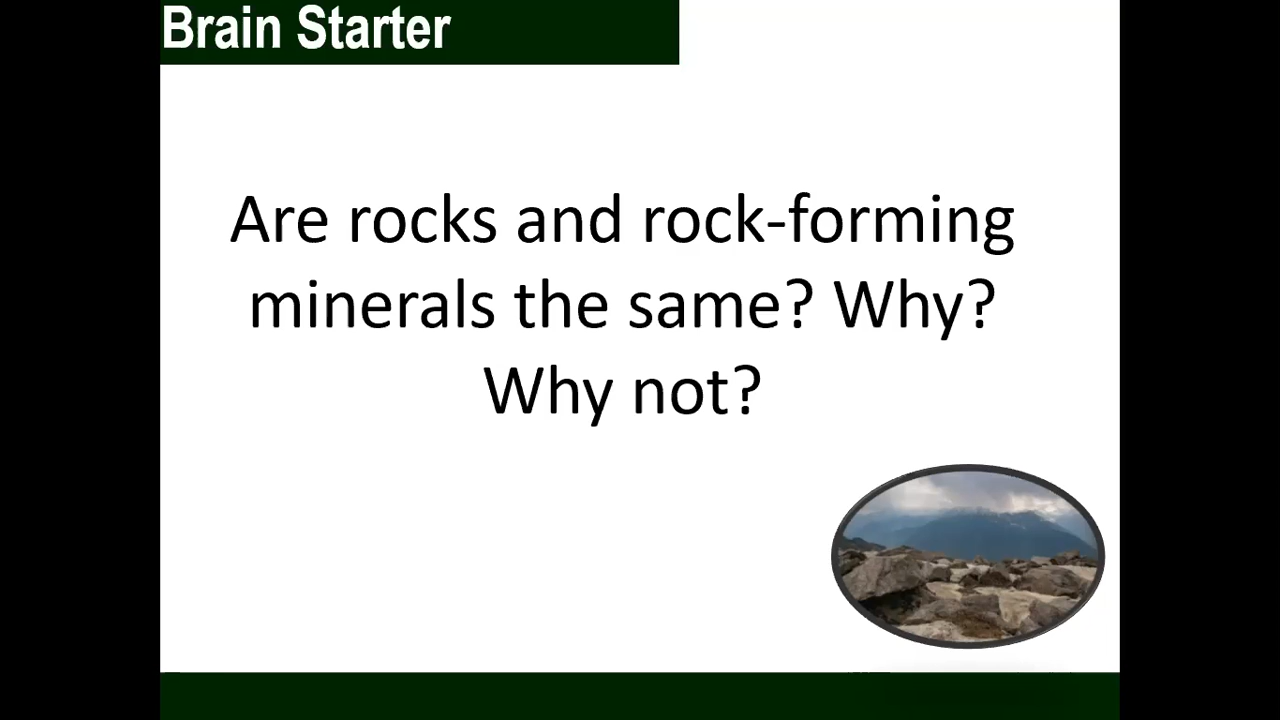 Brain Starter
Are rocks and rock-forming
minerals the same? Why?
Why not?